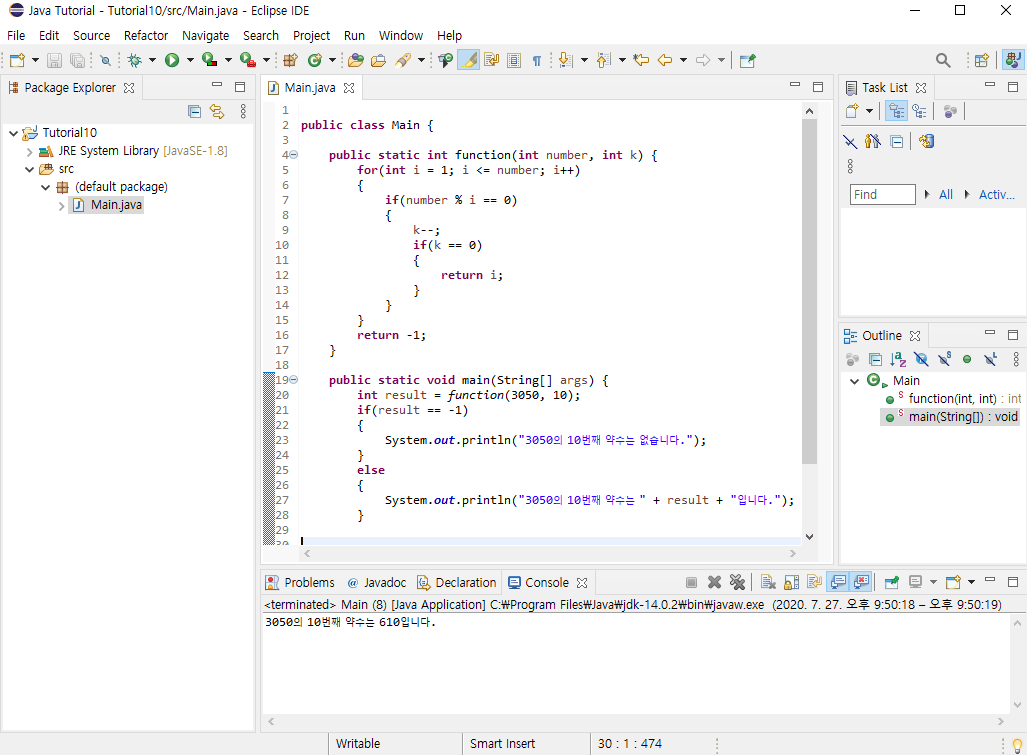 Java Tutorial - Tutorial10/src/Main.java - Eclipse IDE
File Edit Source Refactor Navigate Search Project Run Window Help
Package Explorer
Tutorial10
JRE System Library [JavaSE-1.8]
src
(default package)
Main.java
Main.java
1
2 public class Main {
3
4 public static int function(int number, int k) {
5 for(int i = 1; i <= number; i++)
6 {
7 if(number % i == 0)
8 {
9 k--;
10 if(k == 0)
11 {
12 return i;
13 }
14 }
15 }
16 return -1;
17 }
18
19 public static void main(String[] args) {
20 int result = function(3050, 10);
21 if(result == -1)
22 {
23 System.out.println("3050의 10번째 약수는 없습니다.");
24 }
25 else
26 {
27 System.out.println("3050의 10번째 약수는 " + result + "입니다.");
28 }
29
30
Task List
Find All Activ...
Outline
Main
function(int, int) : int
main(String[]) : void
Problems @ Javadoc Declaration Console
<terminated> Main (8) [Java Application] C:₩Program Files₩Java₩jdk-14.0.2₩bin₩javaw.exe (2020. 7. 27. 오후 9:50:18 – 오후 9:50:19)
3050의 10번째 약수는 610입니다.
Writable Smart Insert 30 : 1 : 474